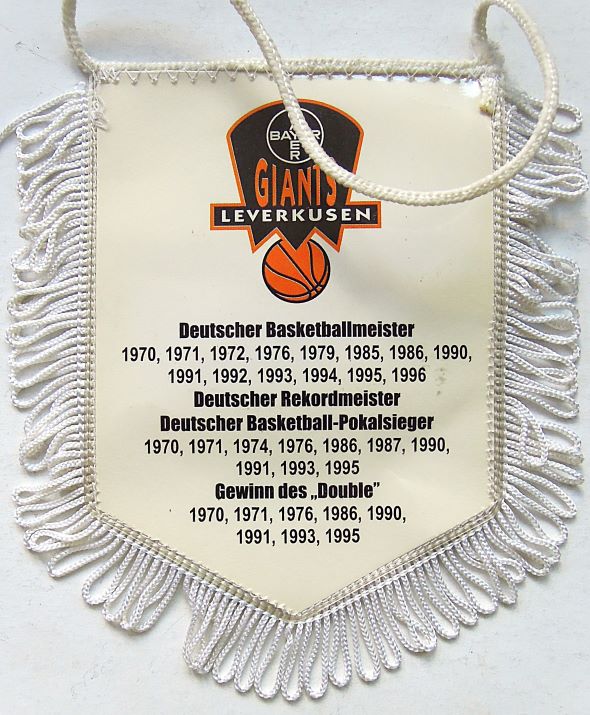 BAYER
E
R
GIANTS
LEVERKUSEN
Deutscher Basketballmeister
1970, 1971, 1972, 1976, 1979, 1985, 1986, 1990,
1991, 1992, 1993, 1994, 1995, 1996
Deutscher Rekordmeister
Deutscher Basketball-Pokalsieger
1970, 1971, 1974, 1976, 1986, 1987, 1990,
1991, 1993, 1995
Gewinn des „Double”
1970, 1971, 1976, 1986, 1990,
1991, 1993, 1995